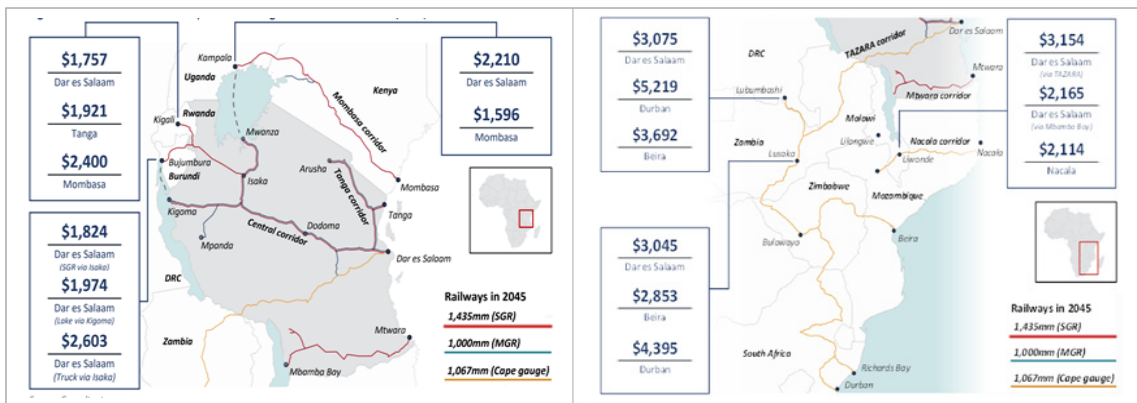 $1,757
Dar es Salaam
$1,921
Tanga
$2,400
Mombasa
$1,824
Dar es Salaam
(SGR via Isaka)
$1,974
Dar es Salaam
(Lake via Kigoma)
$2,603
Dar es Salaam
(Truck via Isaka)
Kampala
Uganda
Rwanda
Kigali
Bujumbura
Burundi
Kigoma
Mpanda
DRC
Zambia
Mwanza
Isaka
Arusha
Kenya
Mombasa corridor
Mombasa
Tanga corridor
Tanga
Central corridor
Dodoma
Dar es Salaam
Mtwara
Mbamba Bay
$2,210
Dar es Salaam
$1,596
Mombasa
Railways in 2045
1,435mm (SGR)
1,000mm (MGR)
1,067mm (Cape gauge)
$3,075
Dar es Salaam
$5,219
Durban
$3,692
Beira
$3,045
Dar es Salaam
$2,853
Beira
$4,395
Durban
DRC
Lubumbashi
Zambia
Lusaka
TAZARA corridor
Dar es Salaam
Mtwara
Mtwara corridor
Malawi
Lilongwe
Nacala corridor
Liwonde
Nacala
Zimbabwe
Mozambique
Bulawayo
Beira
South Africa
Richards Bay
Durban
$3,154
Dar es Salaam
(via TAZARA)
$2,165
Dar es Salaam
(via Mbamba Bay)
$2,114
Nacala
Railways in 2045
1,435mm (SGR)
1,000mm (MGR)
1,067mm (Cape gauge)